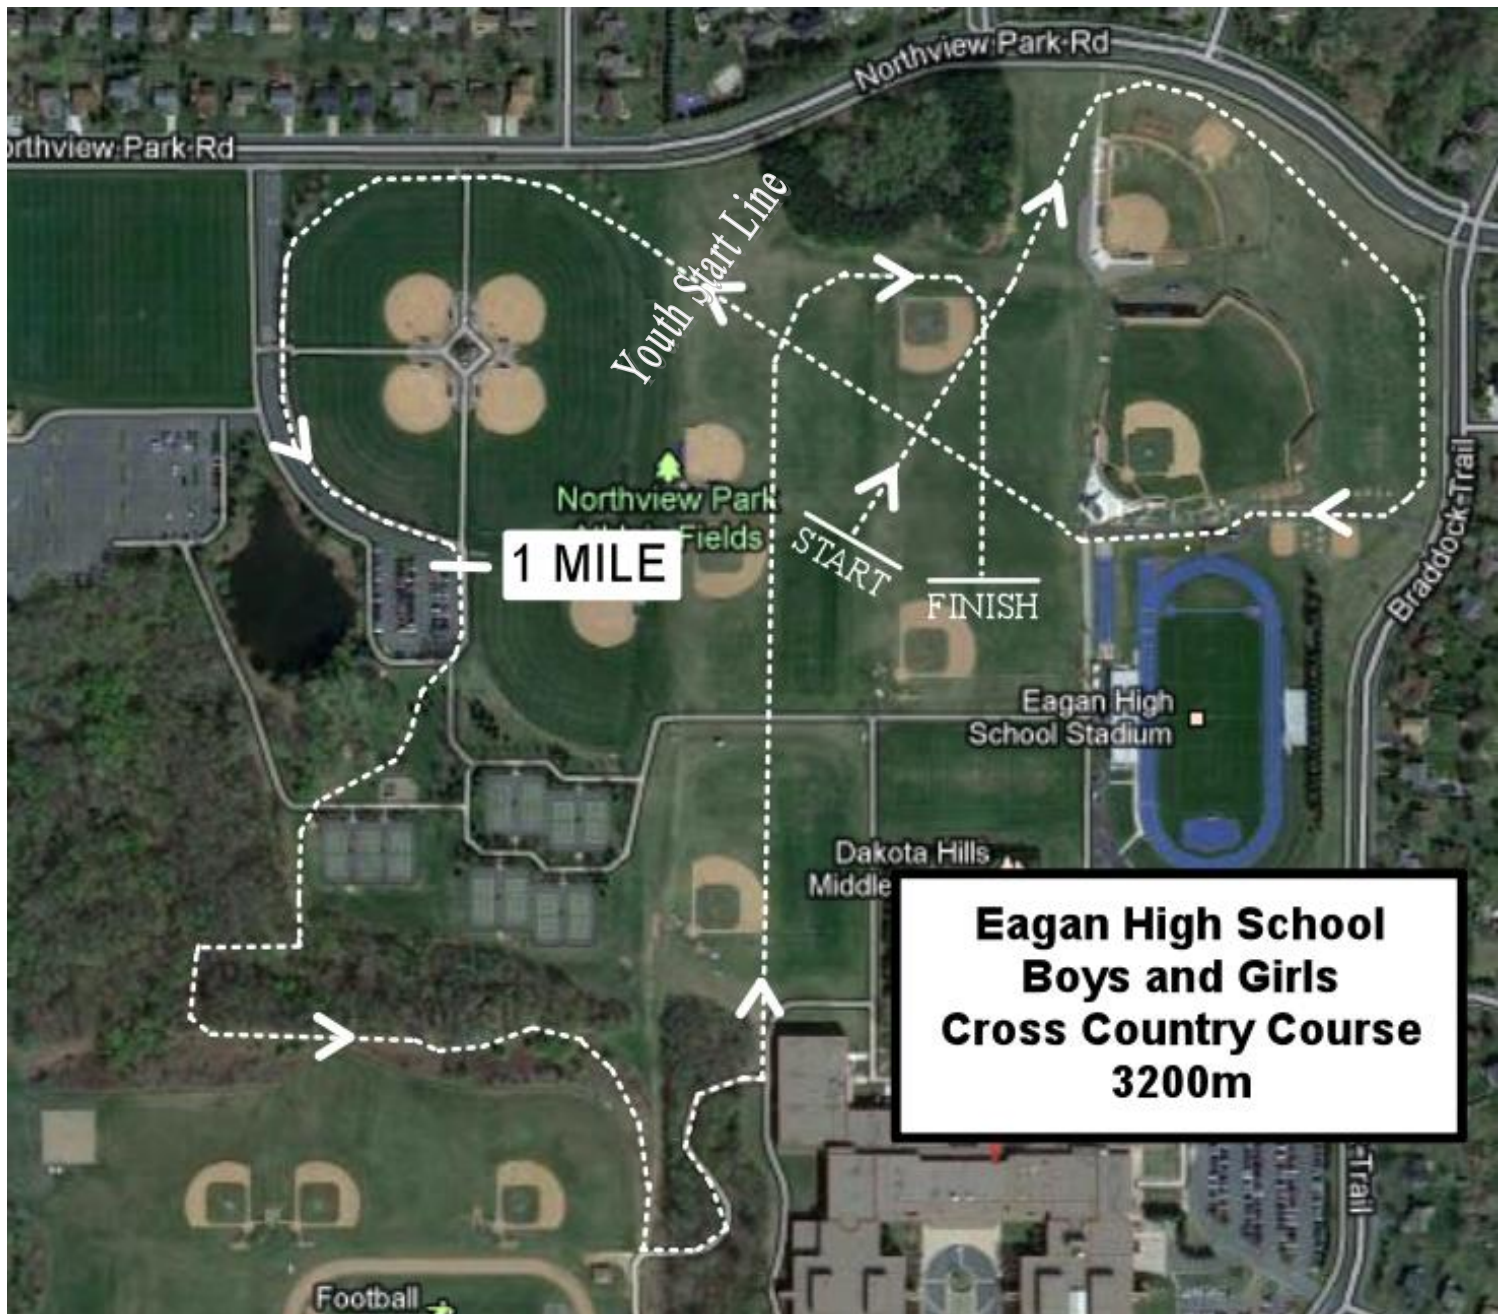 Northview Park Rd
orthview Park Rd
Youth Start Line
Northview Park
Fields
1 MILE
START
FINISH
Braddock Trail
Eagan High
School Stadium
Dakota Hills
Middle
Eagan High School
Boys and Girls
Cross Country Course
3200m
Trail
Football